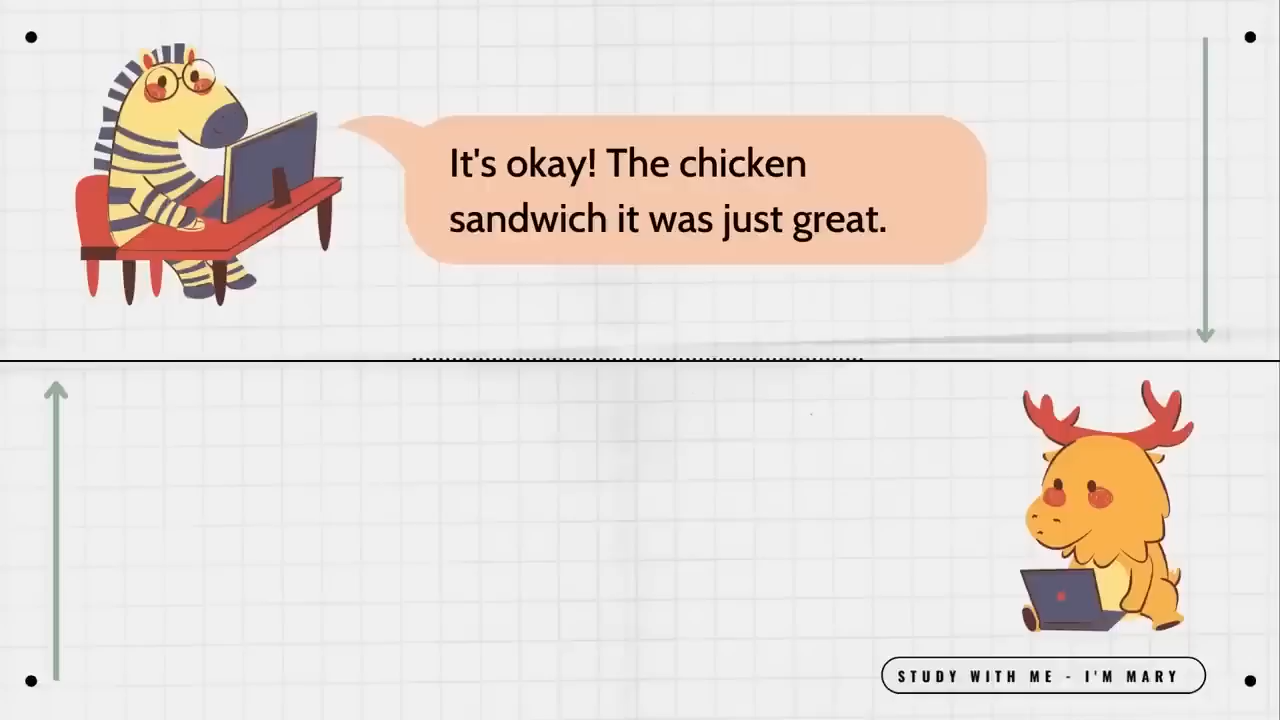 It's okay! The chicken
sandwich it was just great.
STUDY WITH ME - I'M MARY